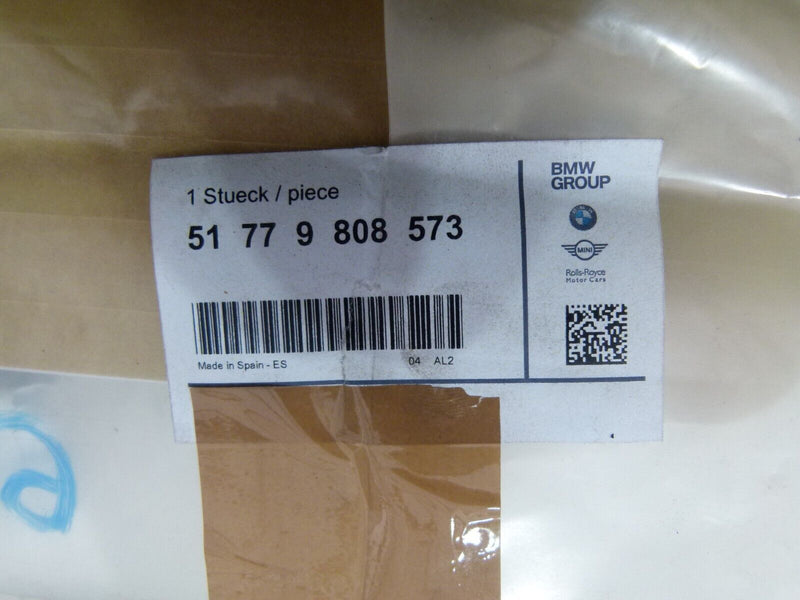 1 Stueck / piece
51 77 9 808 573
Made in Spain - ES
04 AL2
BMW
GROUP
MINI
Rolls-Royce
Motor Cars